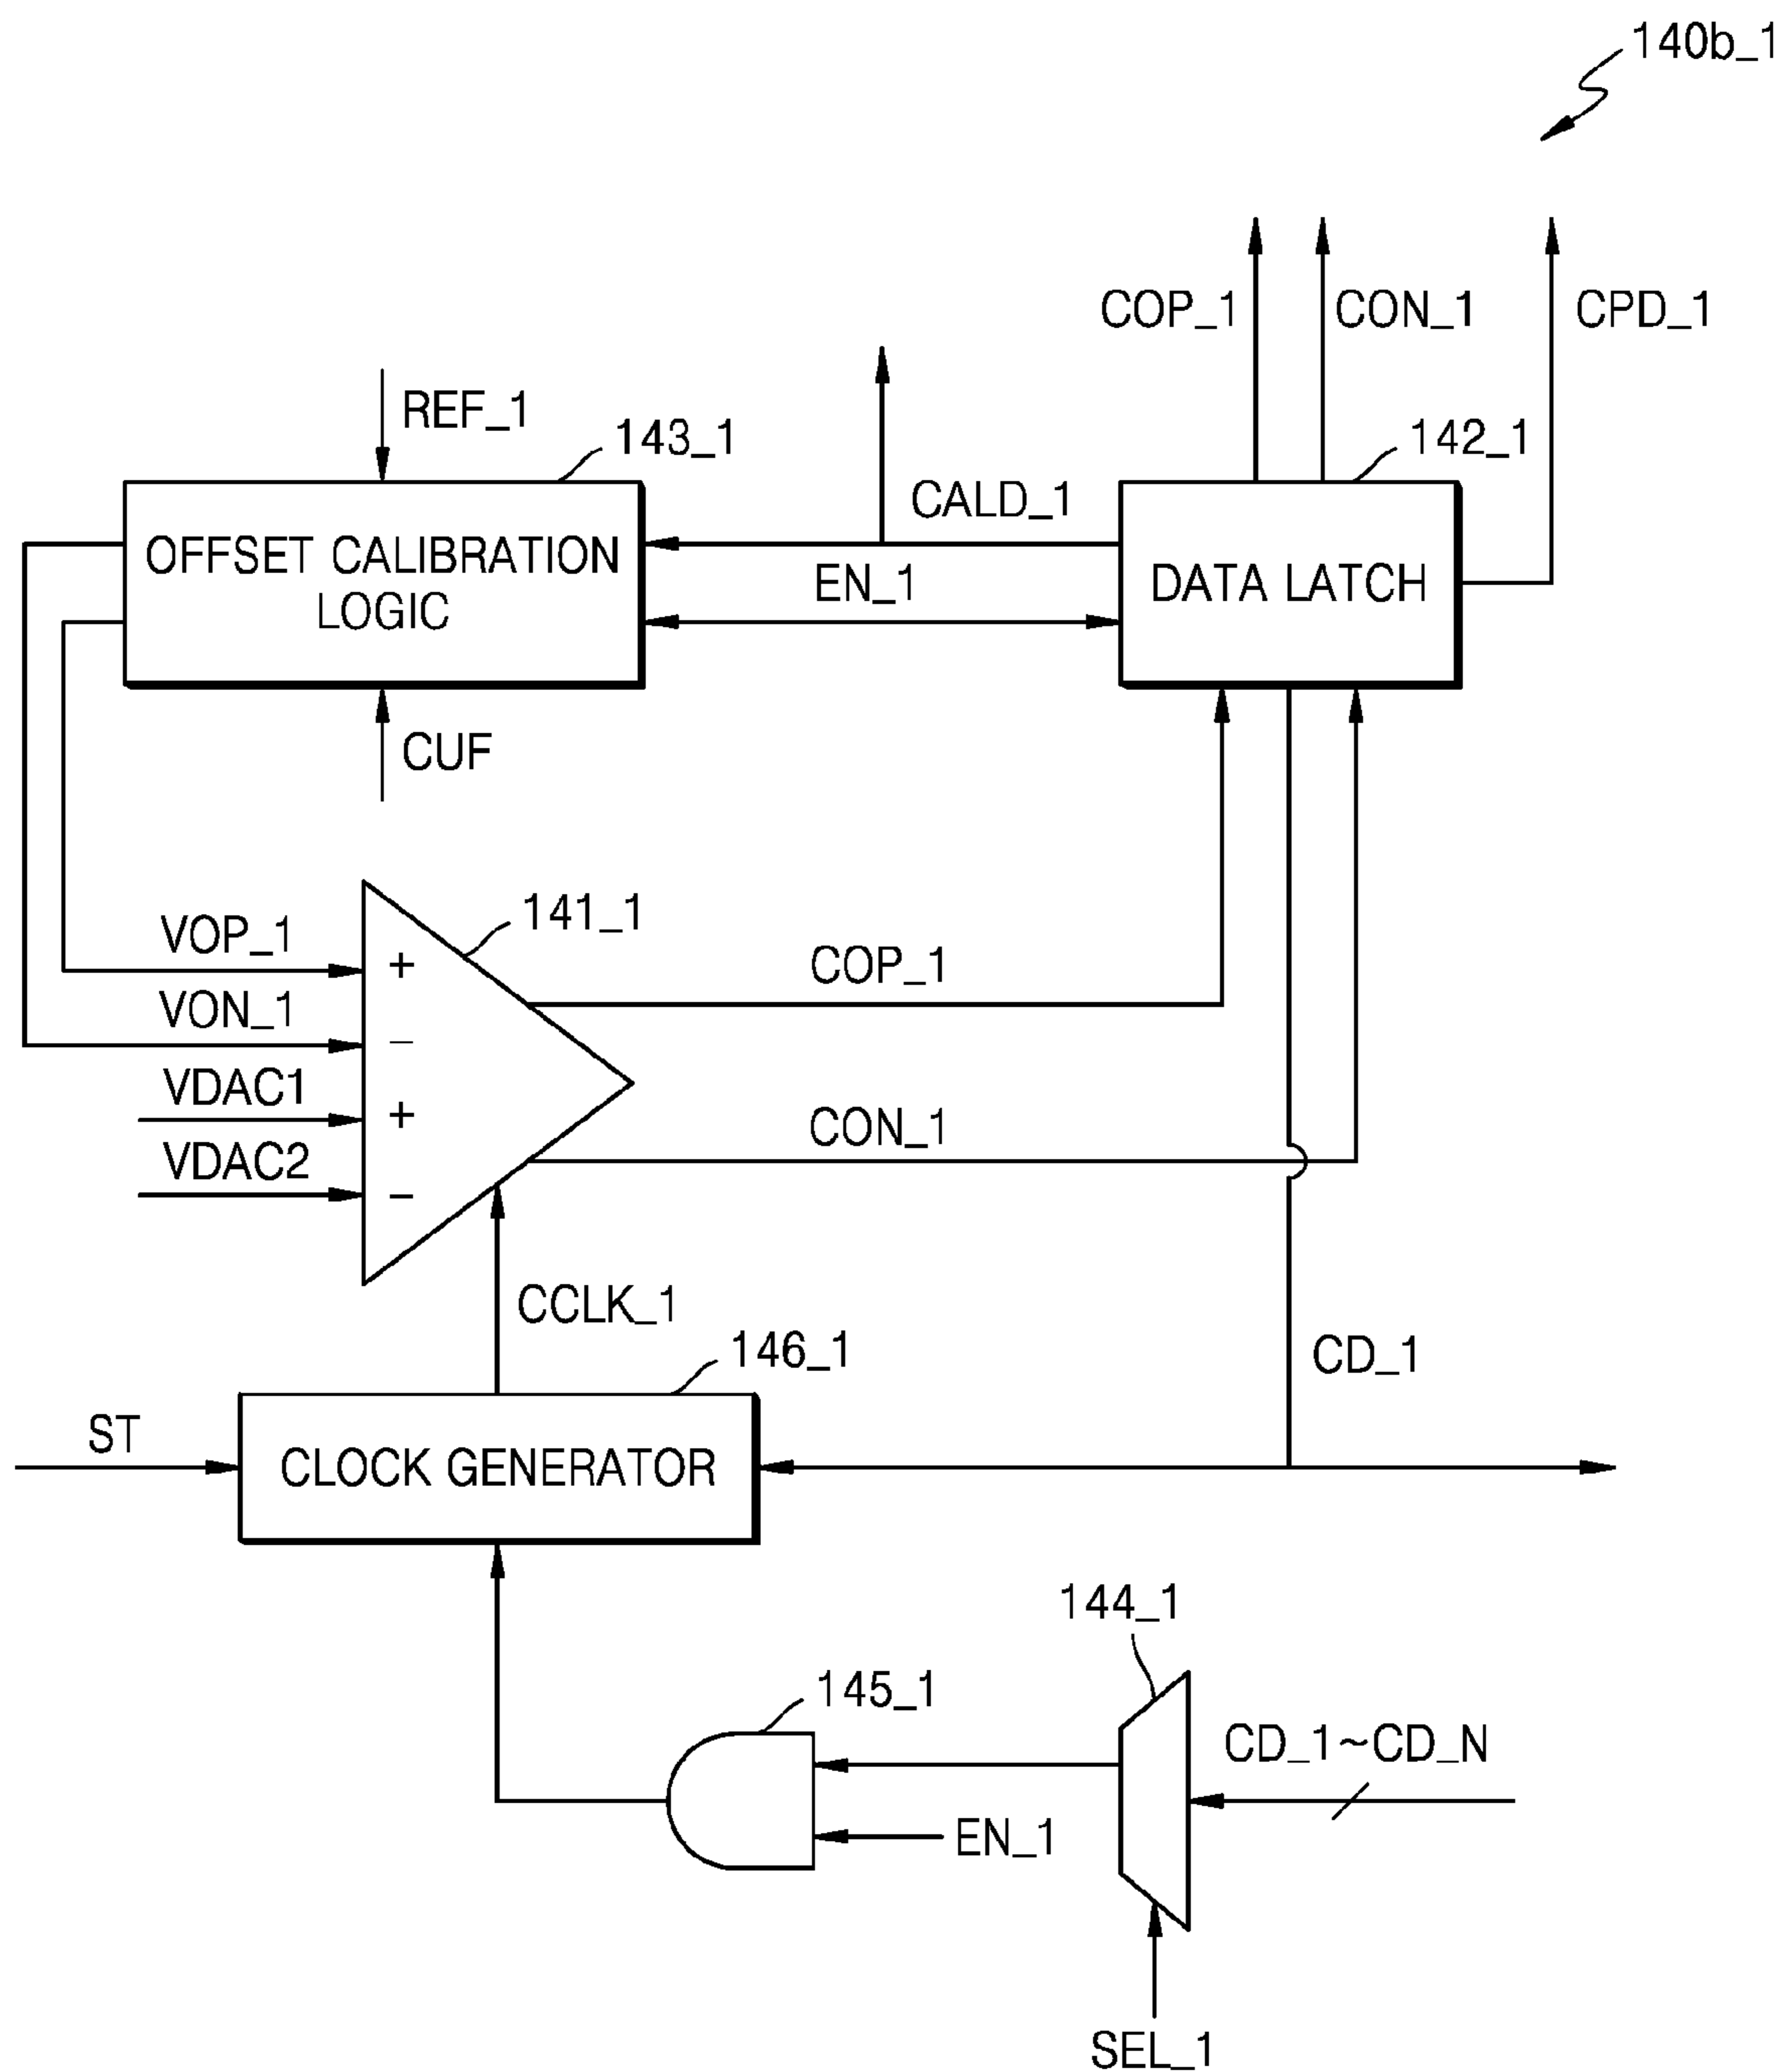 140b_1
COP_1
CON_1
CPD_1
REF_1
143_1
142_1
CALD_1
OFFSET CALIBRATION
LOGIC
EN_1
DATA LATCH
CUF
141_1
VOP_1
+
COP_1
VON_1
−
VDAC1
+
CON_1
VDAC2
−
CCLK_1
146_1
CD_1
ST
CLOCK GENERATOR
144_1
145_1
CD_1~CD_N
EN_1
SEL_1